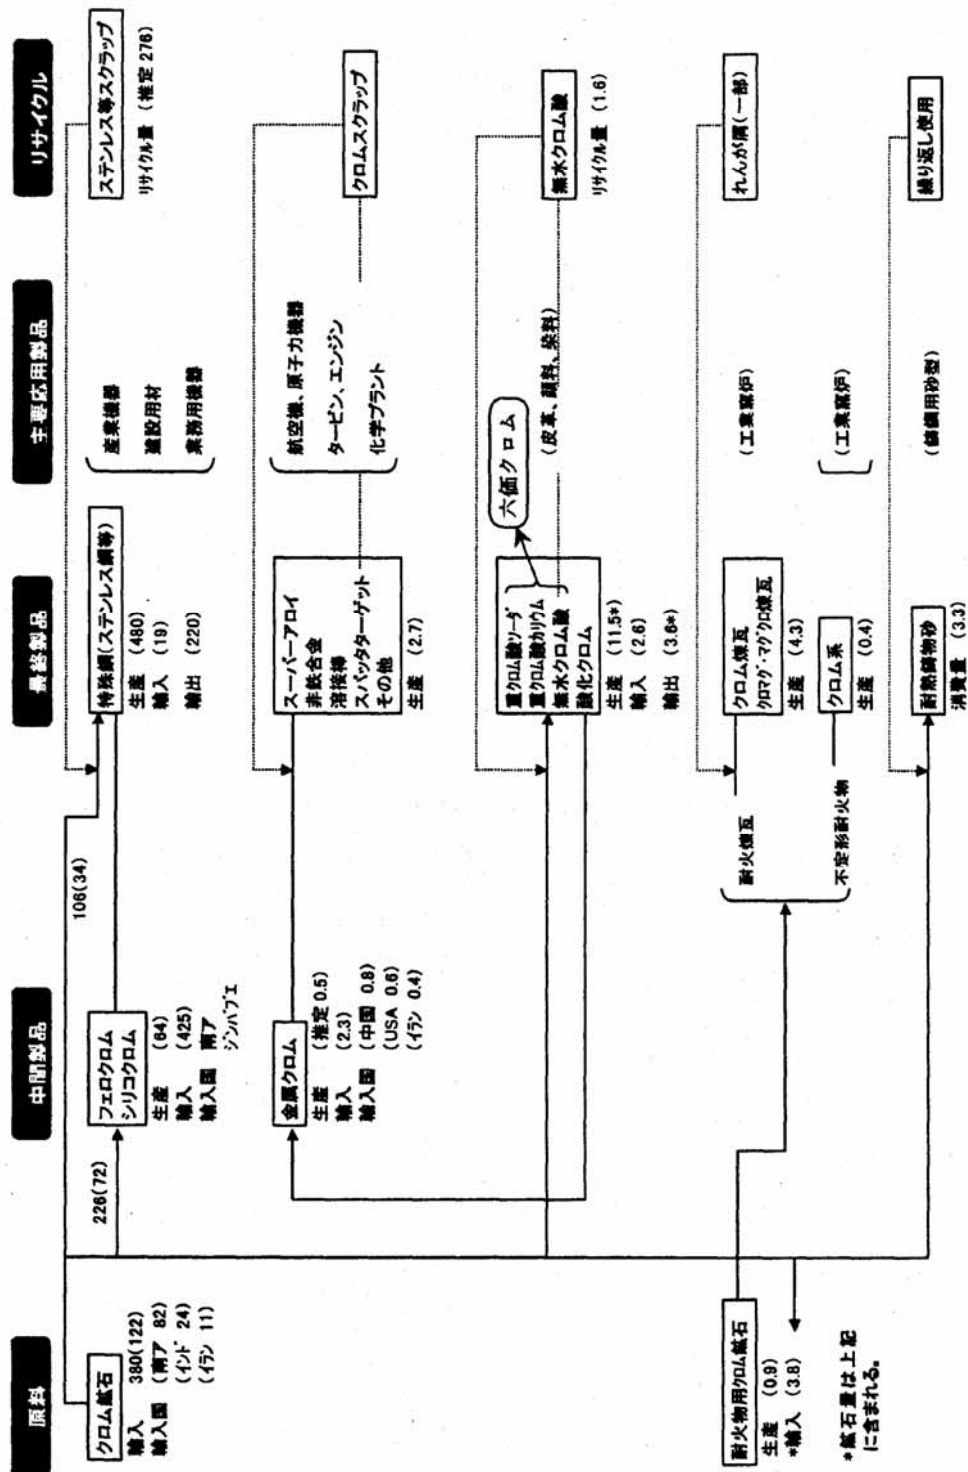 原料
中間製品
最終製品
主要応用製品
リサイクル
クロム鉱石
輸入 380(122)
輸入国 (南ア 82)
(インド 24)
(イラン 11)
226(72)
106(34)
フェロクロム
シリコクロム
生産 (64)
輸入 (425)
輸入国 南ア
ジンバブエ
特殊鋼(ステンレス鋼等)
生産 (480)
輸入 (19)
輸出 (220)
産業機器
建設用材
業務用機器
ステンレス等スクラップ
リサイクル量 (推定 276)
金属クロム
生産 (推定 0.5)
輸入 (2.3)
輸入国 (中国 0.8)
(USA 0.6)
(イラン 0.4)
スーパーアロイ
非鉄合金
溶接棒
スパッタターゲット
その他
生産 (2.7)
航空機、原子力機器
タービン、エンジン
化学プラント
クロムスクラップ
重クロム酸ソーダ
重クロム酸カリウム
無水クロム酸
酸化クロム
生産 (11.5*)
輸入 (2.6)
輸出 (3.6*)
六価クロム
(皮革、顔料、染料)
無水クロム酸
リサイクル量 (1.6)
耐火物用クロム鉱石
生産 (0.9)
*輸入 (3.8)
*鉱石量は上記
に含まれる。
耐火煉瓦
クロム煉瓦
クロマグ・マグクロ煉瓦
生産 (4.3)
(工業窯炉)
れんが屑(一部)
不定形耐火物
クロム系
生産 (0.4)
(工業窯炉)
耐熱鋳物砂
消費量 (3.3)
(鋳鋼用砂型)
繰り返し使用